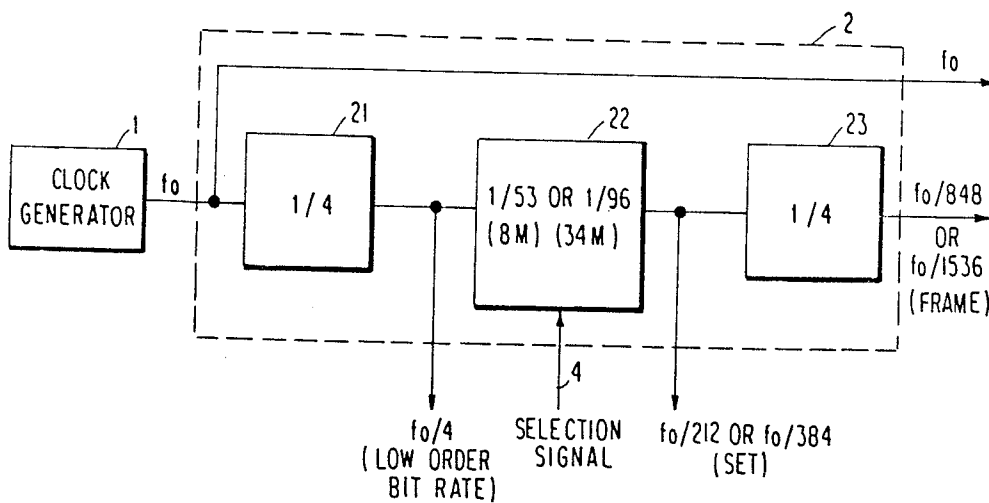 2
fo
1
21
22
23
CLOCK
GENERATOR
fo
1/4
1/53 OR 1/96
(8M) (34M)
1/4
fo/848
OR
fo/1536
(FRAME)
4
fo/4
(LOW ORDER
BIT RATE)
SELECTION
SIGNAL
fo/212 OR fo/384
(SET)